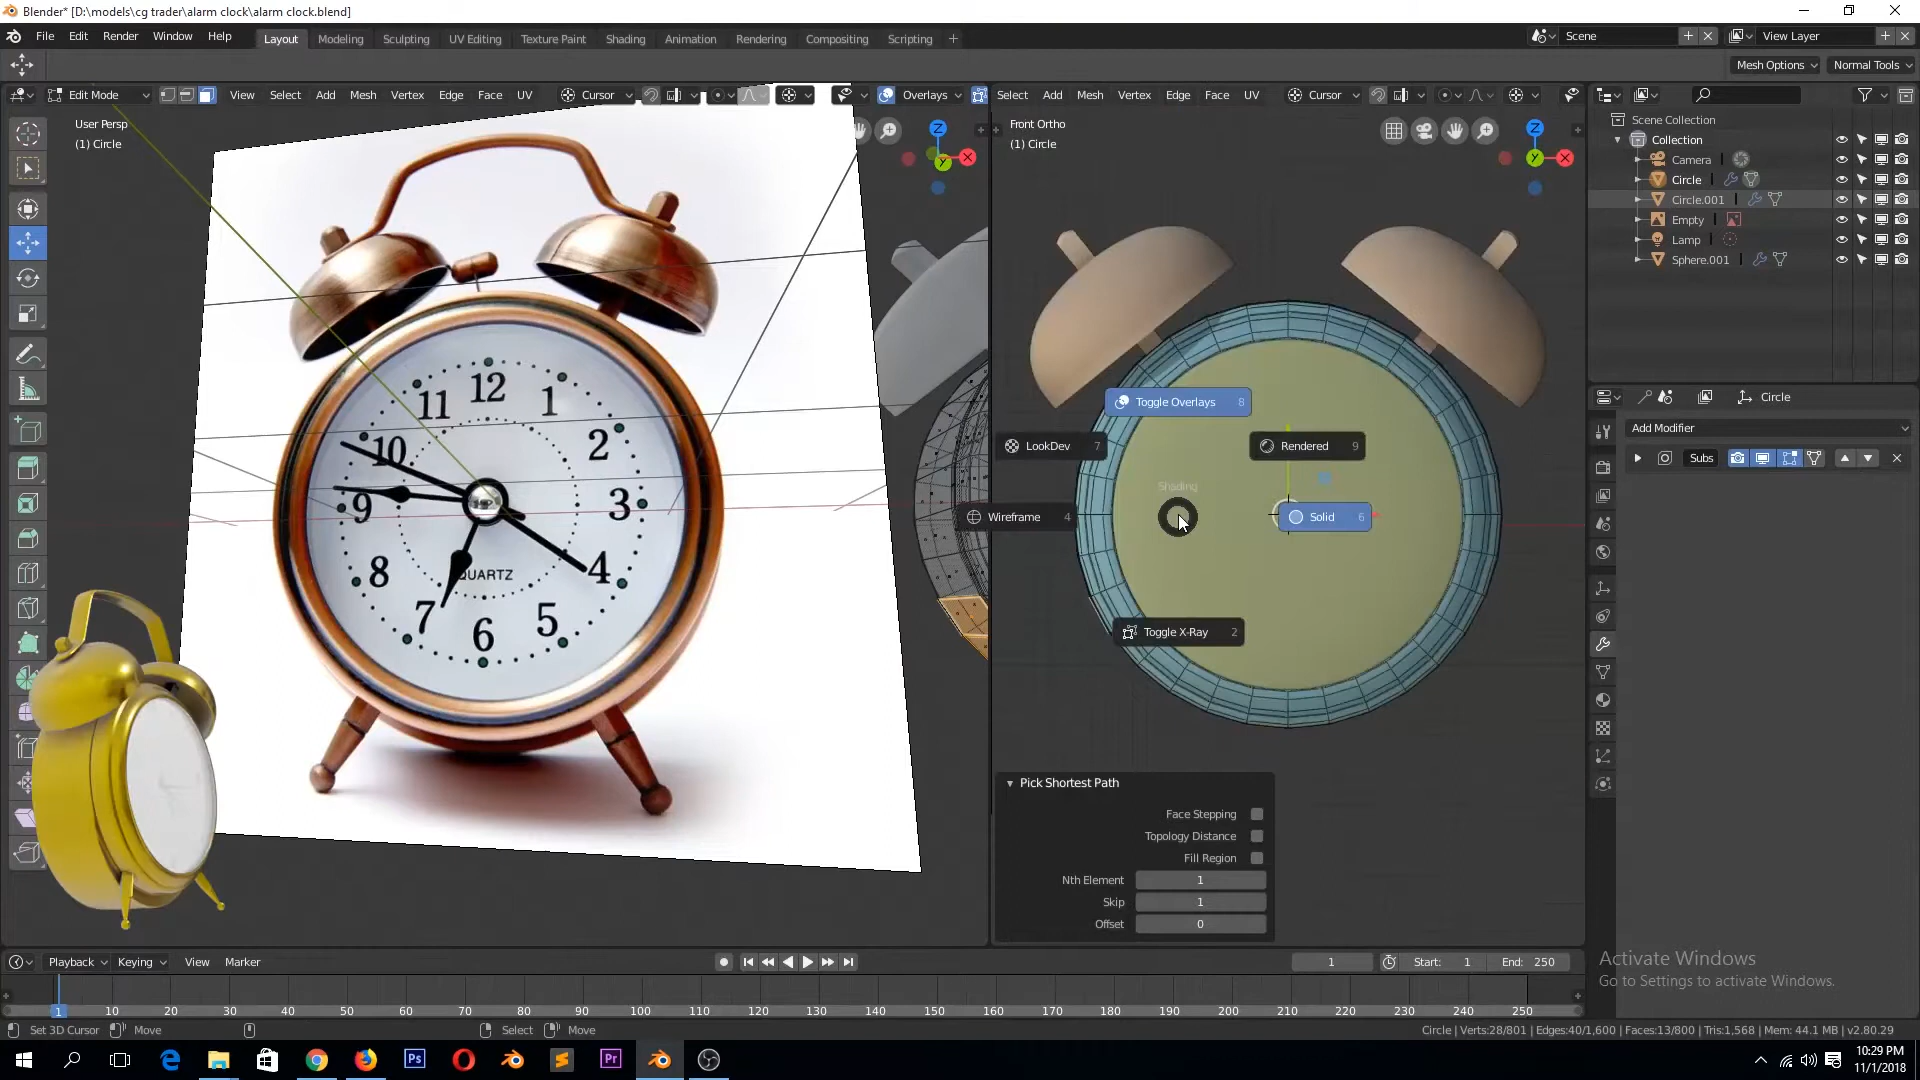 Blender* [D:\models\cg trader\alarm clock\alarm clock.blend]
File Edit Render Window Help Layout Modeling Sculpting UV Editing Texture Paint Shading Animation Rendering Compositing Scripting Scene View Layer
Mesh Options Normal Tools
Edit Mode View Select Add Mesh Vertex Edge Face UV Cursor Overlays Select Add Mesh Vertex Edge Face UV Cursor
User Persp
(1) Circle
Front Ortho
(1) Circle
Scene Collection
Collection
Camera
Circle
Circle.001
Empty
Lamp
Sphere.001
Circle
Add Modifier
Subs
12
11 1
10 2
9 3
8 4
QUARTZ
7 5
6
Toggle Overlays 8
LookDev 7
Rendered 9
Shading
Wireframe 4
Solid 6
Toggle X-Ray 2
Pick Shortest Path
Face Stepping
Topology Distance
Fill Region
Nth Element 1
Skip 1
Offset 0
Activate Windows
Go to Settings to activate Windows.
Playback Keying View Marker 1 Start: 1 End: 250
1 10 20 30 40 50 60 70 80 90 100 110 120 130 140 150 160 170 180 190 200 210 220 230 240 250
Set 3D Cursor Move Select Move Circle | Verts:28/801 | Edges:40/1,600 | Faces:13/800 | Tris:1,568 | Mem: 44.1 MB | v2.80.29
Ps Pr
10:29 PM
11/1/2018